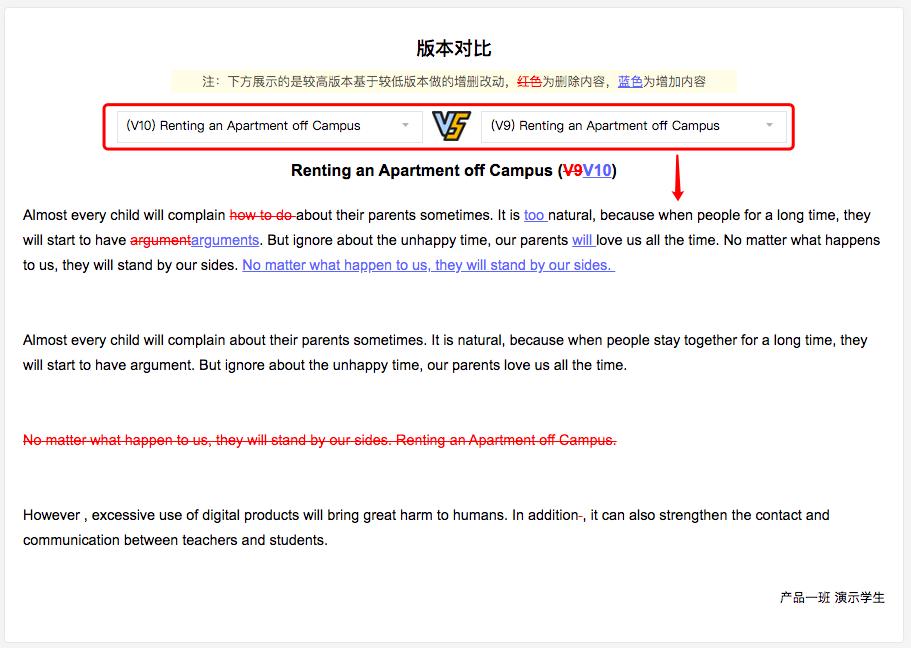 版本对比
注：下方展示的是较高版本基于较低版本做的增删改动，红色为删除内容，蓝色为增加内容
(V10) Renting an Apartment off Campus VS (V9) Renting an Apartment off Campus
Renting an Apartment off Campus (V9V10)
Almost every child will complain how to do about their parents sometimes. It is too natural, because when people for a long time, they
will start to have argumentarguments. But ignore about the unhappy time, our parents will love us all the time. No matter what happens
to us, they will stand by our sides. No matter what happen to us, they will stand by our sides.
Almost every child will complain about their parents sometimes. It is natural, because when people stay together for a long time, they
will start to have argument. But ignore about the unhappy time, our parents love us all the time.
No matter what happen to us, they will stand by our sides. Renting an Apartment off Campus.
However , excessive use of digital products will bring great harm to humans. In addition-, it can also strengthen the contact and
communication between teachers and students.
产品一班 演示学生